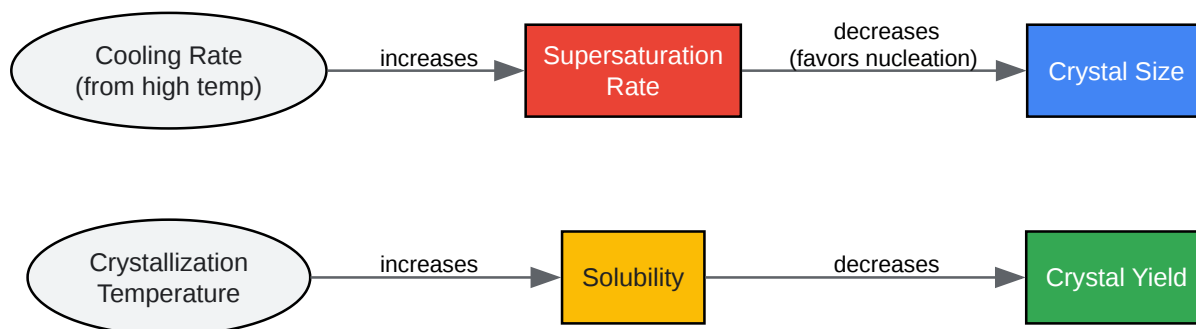 Cooling Rate
(from high temp)
increases
Supersaturation
Rate
decreases
(favors nucleation)
Crystal Size
Crystallization
Temperature
increases
Solubility
decreases
Crystal Yield